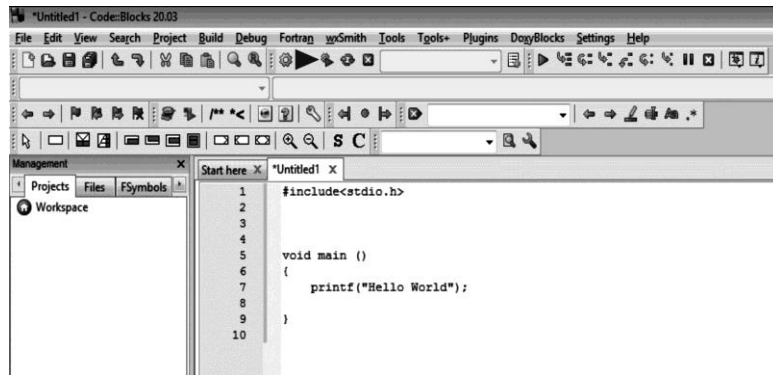 *Untitled1 - Code::Blocks 20.03
File Edit View Search Project Build Debug Fortran wxSmith Tools Tools+ Plugins DoxyBlocks Settings Help
/** *<
.*
S C
Management X
Start here X *Untitled1 X
Projects Files FSymbols
Workspace
1 #include<stdio.h>
2
3
4
5 void main ()
6 {
7 printf("Hello World");
8
9 }
10